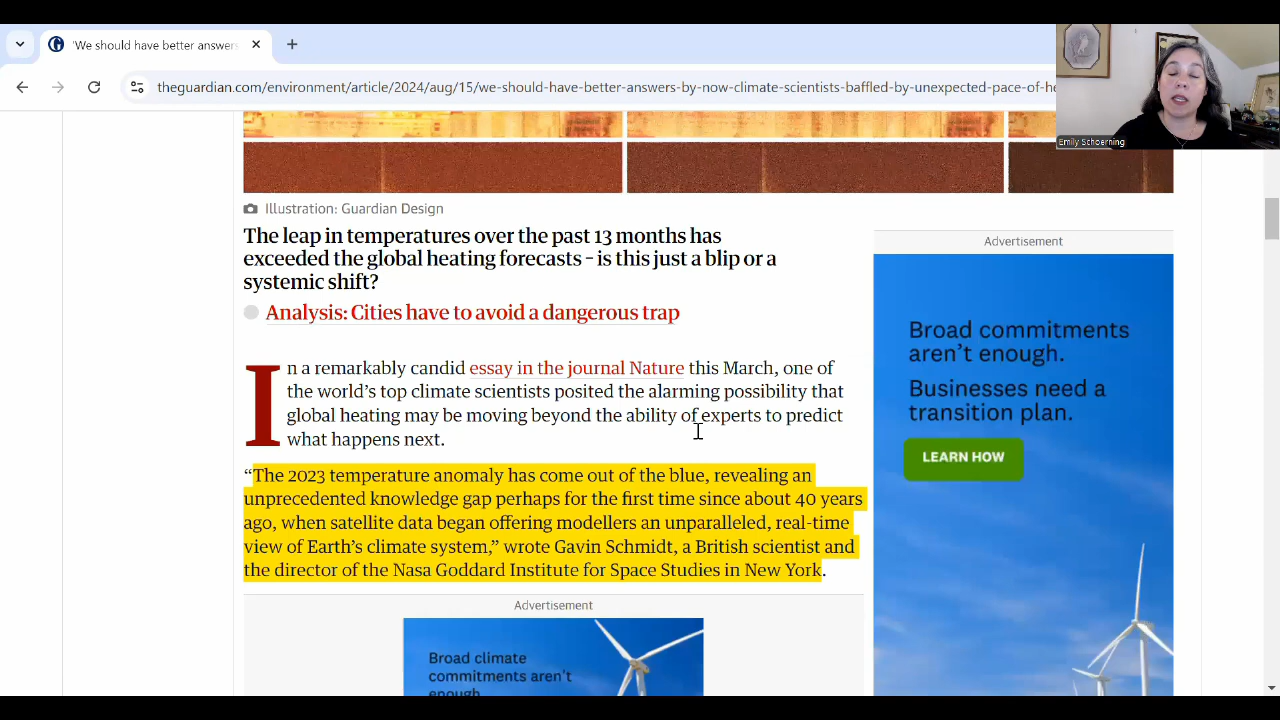 'We should have better answers
theguardian.com/environment/article/2024/aug/15/we-should-have-better-answers-by-now-climate-scientists-baffled-by-unexpected-pace-of-he
Emily Schoerning
Illustration: Guardian Design
The leap in temperatures over the past 13 months has
exceeded the global heating forecasts – is this just a blip or a
systemic shift?
Analysis: Cities have to avoid a dangerous trap
In a remarkably candid essay in the journal Nature this March, one of
the world's top climate scientists posited the alarming possibility that
global heating may be moving beyond the ability of experts to predict
what happens next.
“The 2023 temperature anomaly has come out of the blue, revealing an
unprecedented knowledge gap perhaps for the first time since about 40 years
ago, when satellite data began offering modellers an unparalleled, real-time
view of Earth's climate system,” wrote Gavin Schmidt, a British scientist and
the director of the Nasa Goddard Institute for Space Studies in New York.
Advertisement
Broad climate
commitments aren't
enough.
Advertisement
Broad commitments
aren't enough.
Businesses need a
transition plan.
LEARN HOW